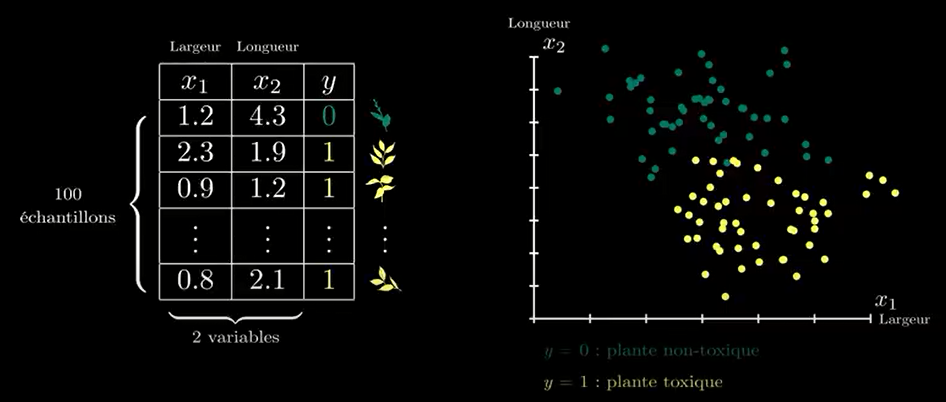 Largeur Longueur
x₁ x₂ y
1.2 4.3 0
2.3 1.9 1
0.9 1.2 1
⋮ ⋮ ⋮ ⋮
0.8 2.1 1
100
échantillons
2 variables
Longueur
x₂
x₁
Largeur
y = 0 : plante non-toxique
y = 1 : plante toxique